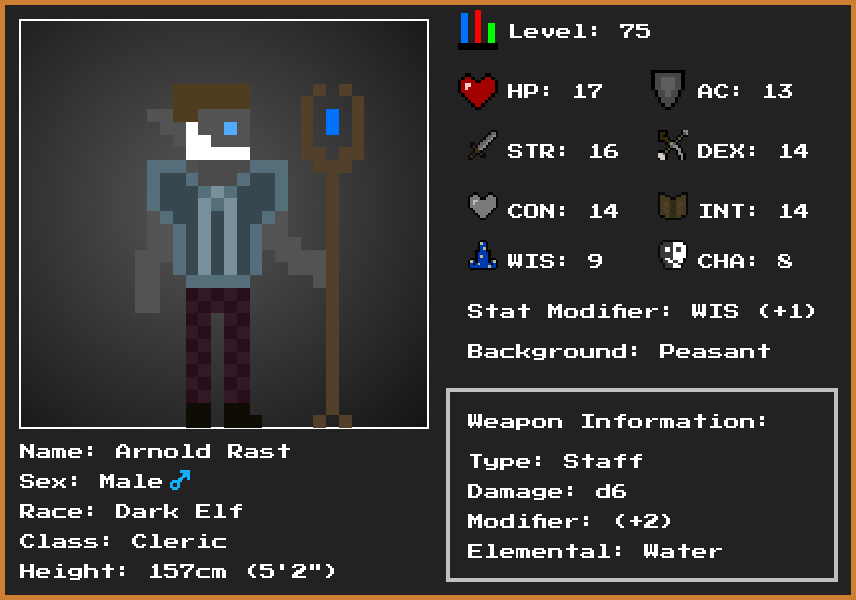 Level: 75
HP: 17 AC: 13
STR: 16 DEX: 14
CON: 14 INT: 14
WIS: 9 CHA: 8
Stat Modifier: WIS (+1)
Background: Peasant
Weapon Information:
Type: Staff
Damage: d6
Modifier: (+2)
Elemental: Water
Name: Arnold Rast
Sex: Male♂
Race: Dark Elf
Class: Cleric
Height: 157cm (5'2")